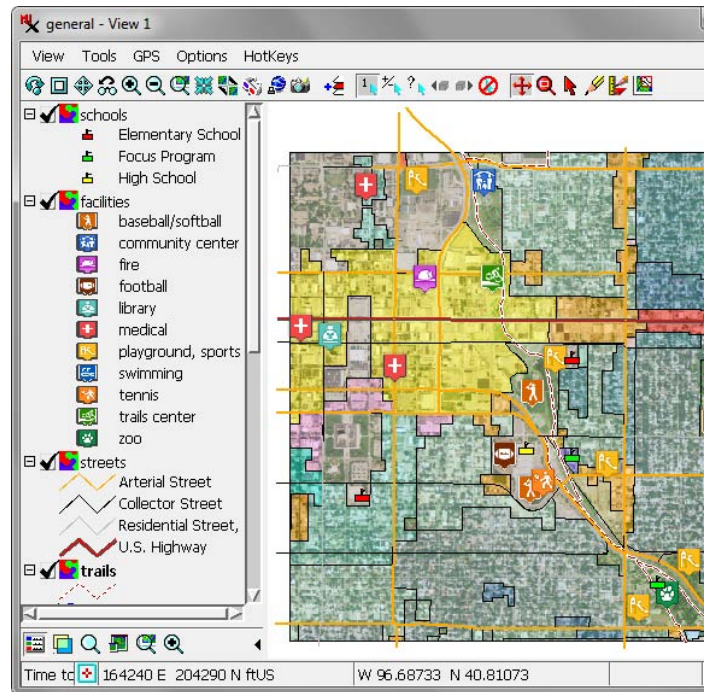 general - View 1
View Tools GPS Options HotKeys
schools
Elementary School
Focus Program
High School
facilities
baseball/softball
community center
fire
football
library
medical
playground, sports
swimming
tennis
trails center
zoo
streets
Arterial Street
Collector Street
Residential Street,
U.S. Highway
trails
Time to 164240 E 204290 N ftUS W 96.68733 N 40.81073